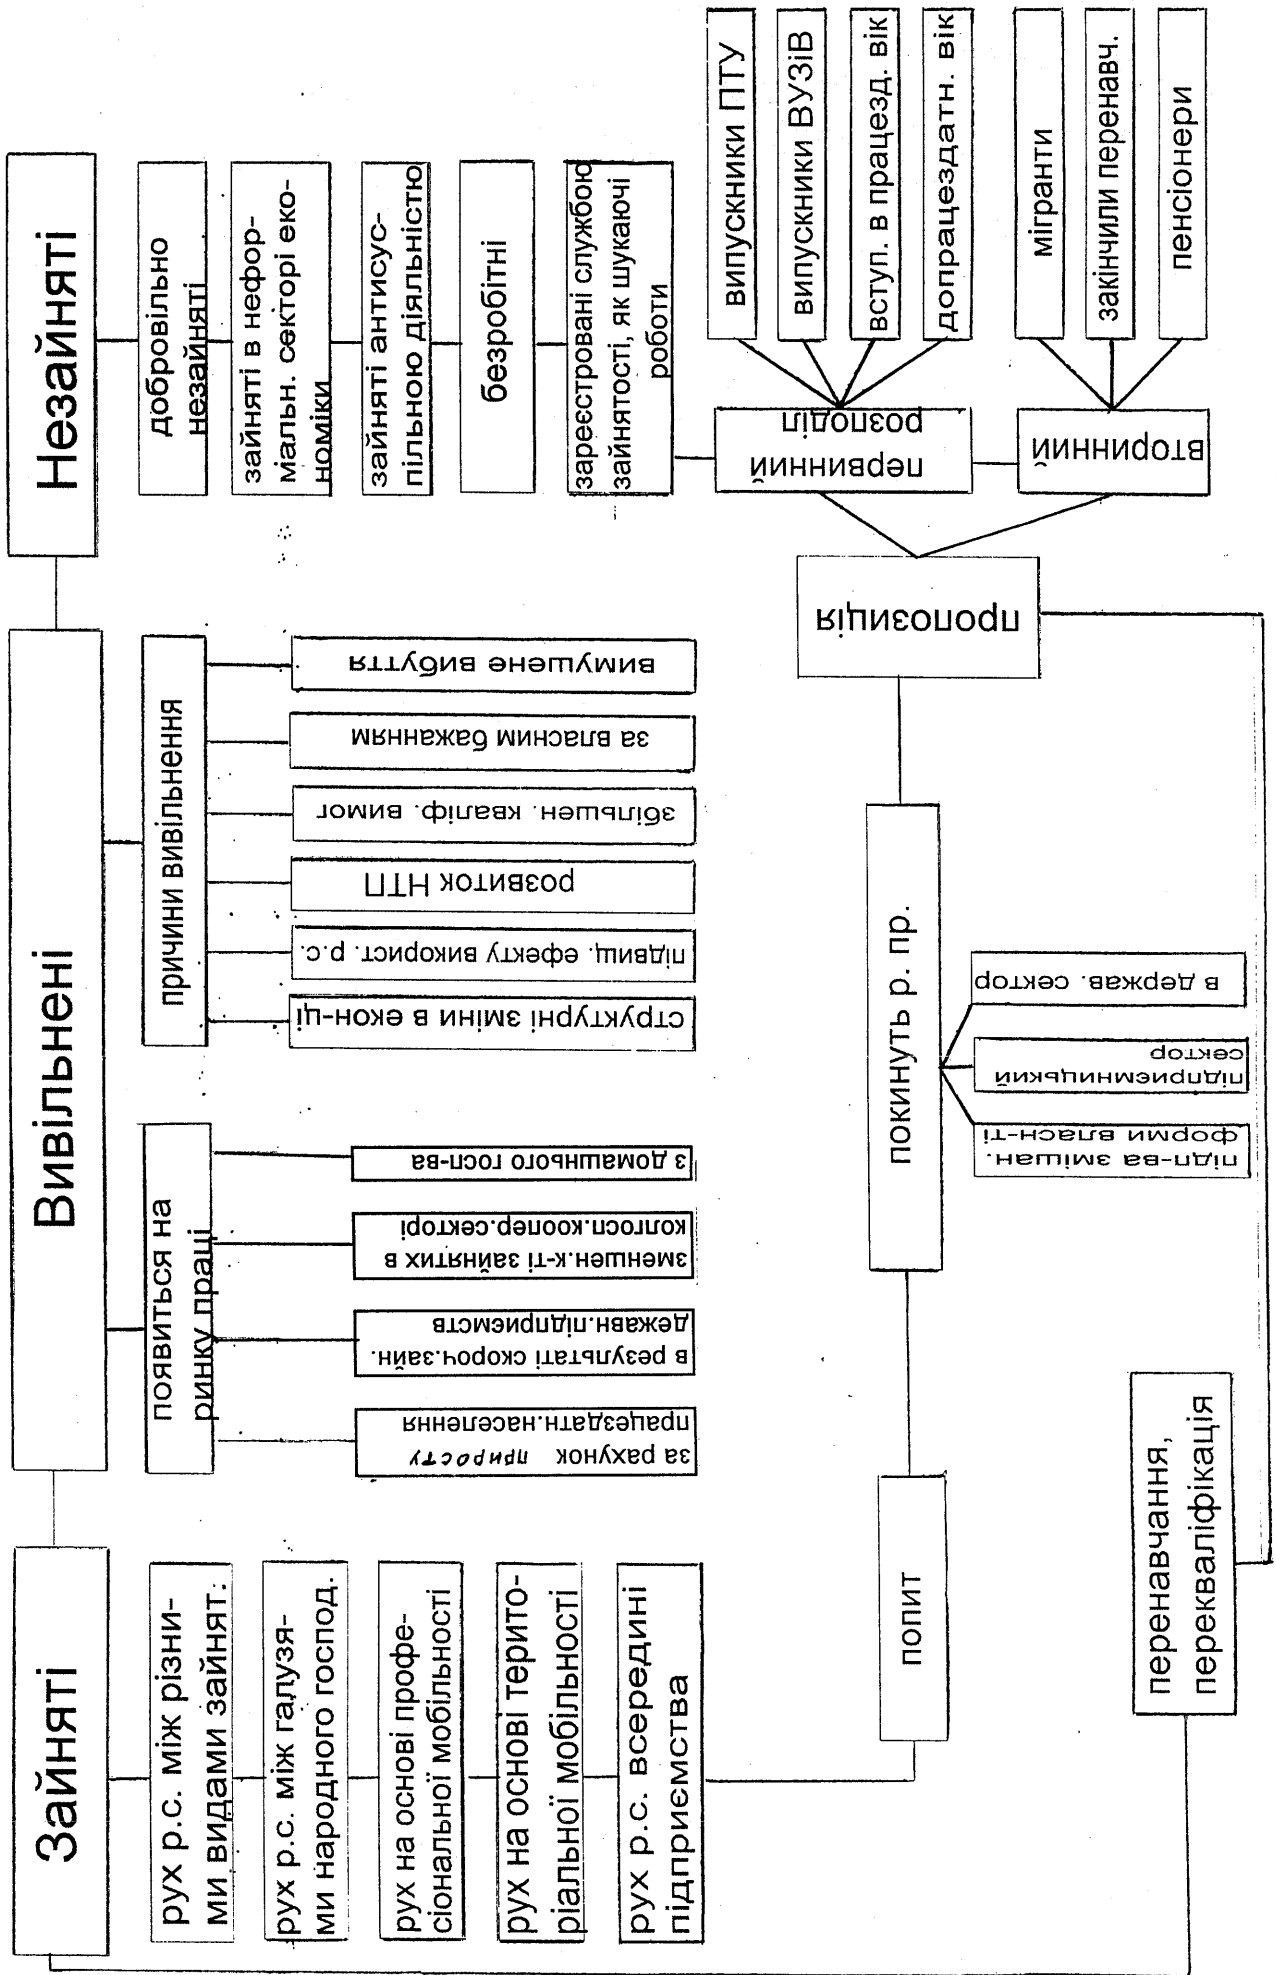 Зайняті
Вивільнені
Незайняті
рух р.с. між різни-
ми видами зайнят.
рух р.с. між галузя-
ми народного господ.
рух на основі профе-
сіональної мобільності
рух на основі терито-
ріальної мобільності
рух р.с. всередині
підприємства
появиться на
ринку праці
за рахунок приросту
працездатн.населення
в результаті скороч.зайн.
державн.підприємств
зменшен.к-ті зайнятих в
колгосп.коопер.секторі
з домашнього госп-ва
причини вивільнення
структурні зміни в екон-ці
підвищ. ефекту використ. р.с.
розвиток НТП
збільшен. кваліф. вимог
за власним бажанням
вимушене вибуття
добровільно
незайняті
зайняті в нефор-
мальн. секторі еко-
номіки
зайняті антисус-
пільною діяльністю
безробітні
зареєстровані службою
зайнятості, як шукаючі
роботи
попит
покинуть р. пр.
підп-ва змішан.
форми власн-ті
підприємницький
сектор
в держав. сектор
пропозиція
первинний
розподіл
випускники ПТУ
випускники ВУЗіВ
вступ. в працезд. вік
допрацездатн. вік
вторинний
мігранти
закінчили перенавч.
пенсіонери
перенавчання,
перекваліфікація